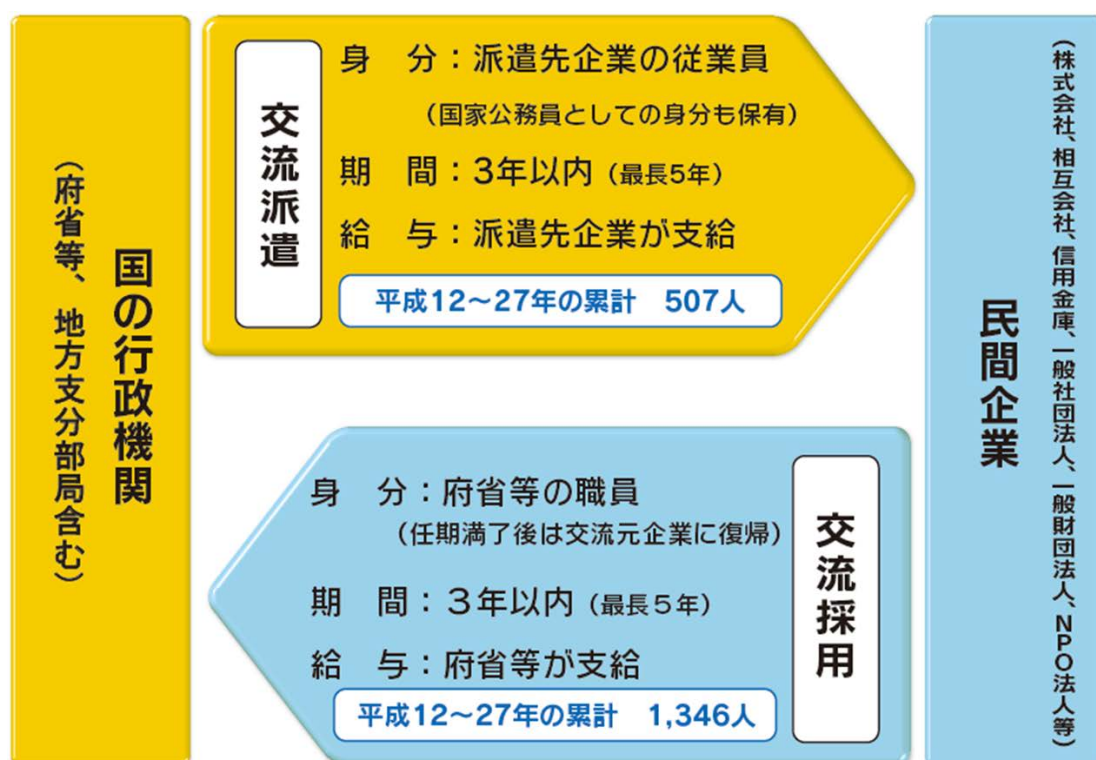 国の行政機関
（府省等、地方支分部局含む）
交流派遣
身　分：派遣先企業の従業員
（国家公務員としての身分も保有）
期　間：3年以内（最長5年）
給　与：派遣先企業が支給
平成12～27年の累計　507人
交流採用
身　分：府省等の職員
（任期満了後は交流元企業に復帰）
期　間：３年以内（最長５年）
給　与：府省等が支給
平成12～27年の累計　1,346人
民間企業
（株式会社、相互会社、信用金庫、一般社団法人、一般財団法人、NPO法人等）